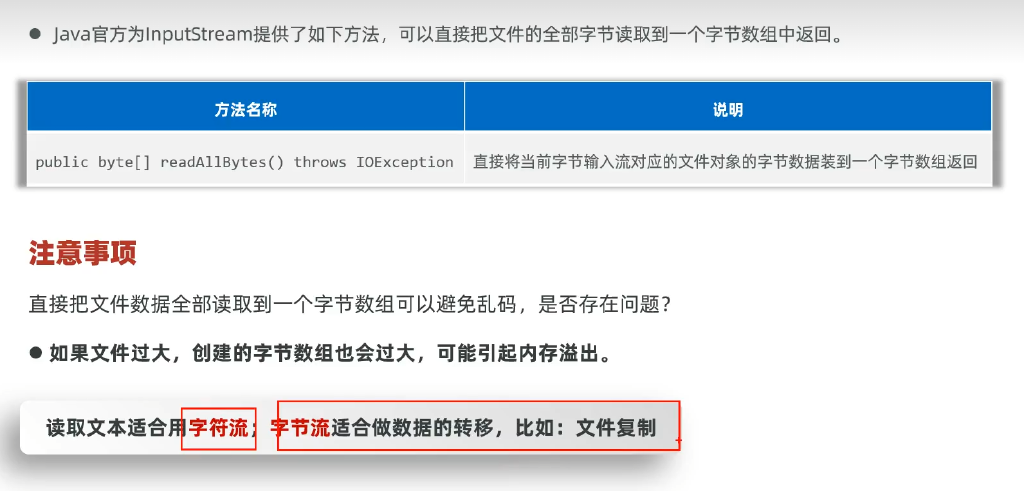 ● Java官方为InputStream提供了如下方法，可以直接把文件的全部字节读取到一个字节数组中返回。
方法名称 说明
public byte[] readAllBytes() throws IOException 直接将当前字节输入流对应的文件对象的字节数据装到一个字节数组返回
注意事项
直接把文件数据全部读取到一个字节数组可以避免乱码，是否存在问题？
● 如果文件过大，创建的字节数组也会过大，可能引起内存溢出。
读取文本适合用字符流；字节流适合做数据的转移，比如：文件复制